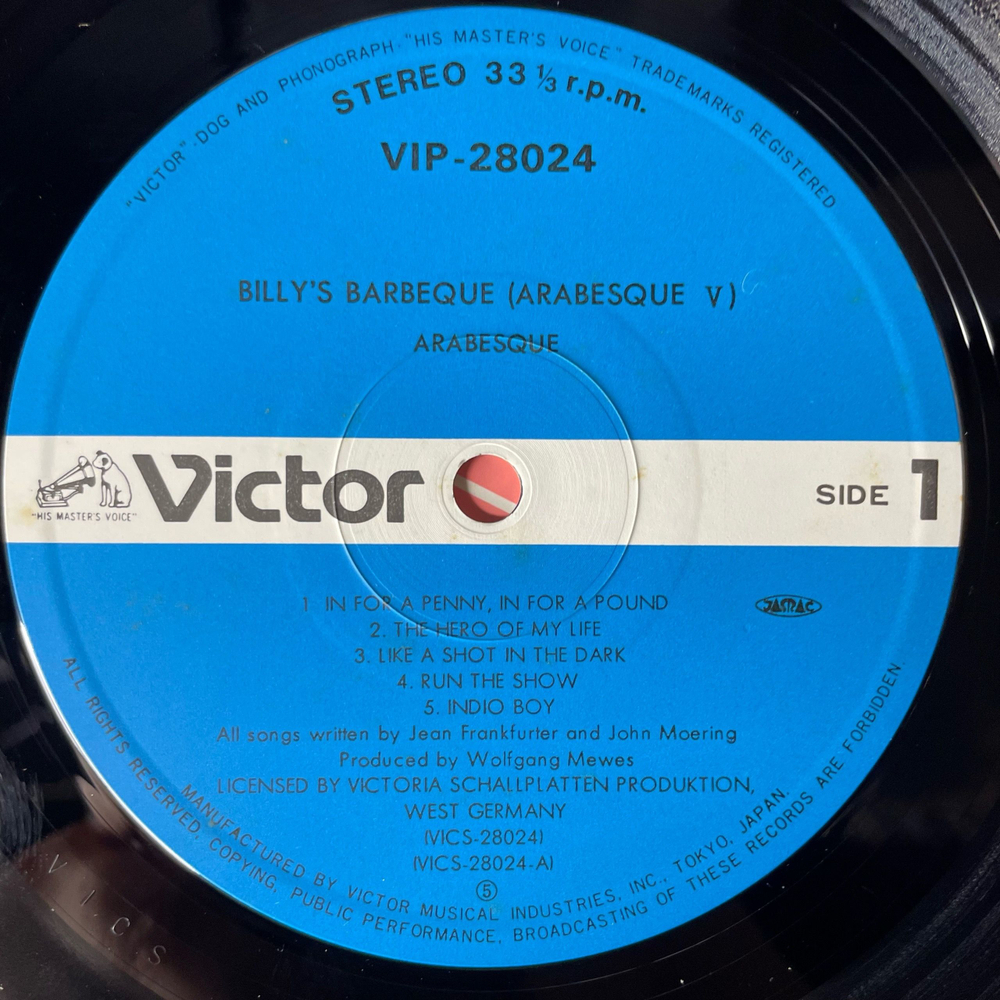 "VICTOR"·DOG AND PHONOGRAPH·"HIS MASTER'S VOICE" TRADEMARKS REGISTERED
STEREO 33 ⅓ r.p.m.
VIP-28024
BILLY'S BARBEQUE (ARABESQUE V)
ARABESQUE
"HIS MASTER'S VOICE"
Victor
SIDE 1
1 IN FOR A PENNY, IN FOR A POUND
JASRAC
2. THE HERO OF MY LIFE
3. LIKE A SHOT IN THE DARK
4. RUN THE SHOW
5. INDIO BOY
All songs written by Jean Frankfurter and John Moering
Produced by Wolfgang Mewes
LICENSED BY VICTORIA SCHALLPLATTEN PRODUKTION,
WEST GERMANY
(VICS-28024)
(VICS-28024-A)
⑤
MANUFACTURED BY VICTOR MUSICAL INDUSTRIES, INC., TOKYO, JAPAN.
ALL RIGHTS RESERVED, COPYING, PUBLIC PERFORMANCE, BROADCASTING OF THESE RECORDS ARE FORBIDDEN
VICS